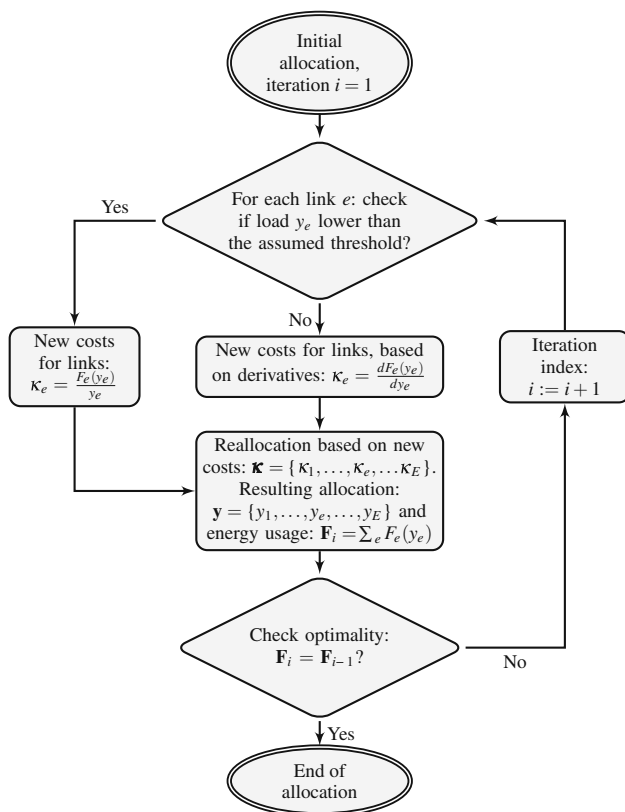 Initial
allocation,
iteration i = 1
For each link e: check
if load y_e lower than
the assumed threshold?
Yes
No
New costs
for links:
κ_e = F_e(y_e)/y_e
New costs for links, based
on derivatives: κ_e = dF_e(y_e)/dy_e
Iteration
index:
i := i + 1
Reallocation based on new
costs: κ = {κ_1,...,κ_e,...κ_E}.
Resulting allocation:
y = {y_1,...,y_e,...,y_E} and
energy usage: F_i = ∑_e F_e(y_e)
Check optimality:
F_i = F_{i−1}?
No
Yes
End of
allocation